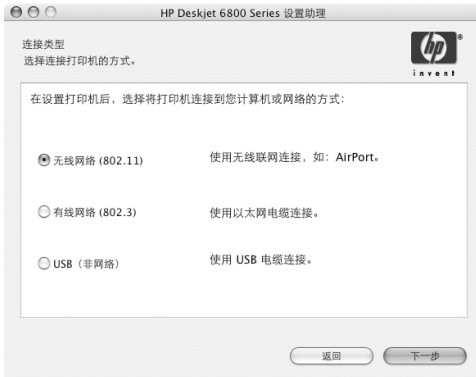 HP Deskjet 6800 Series 设置助理
连接类型
选择连接打印机的方式。
hp
®
invent
在设置打印机后，选择将打印机连接到您计算机或网络的方式：
无线网络 (802.11)
使用无线联网连接，如：AirPort。
有线网络 (802.3)
使用以太网电缆连接。
USB（非网络）
使用 USB 电缆连接。
返回
下一步